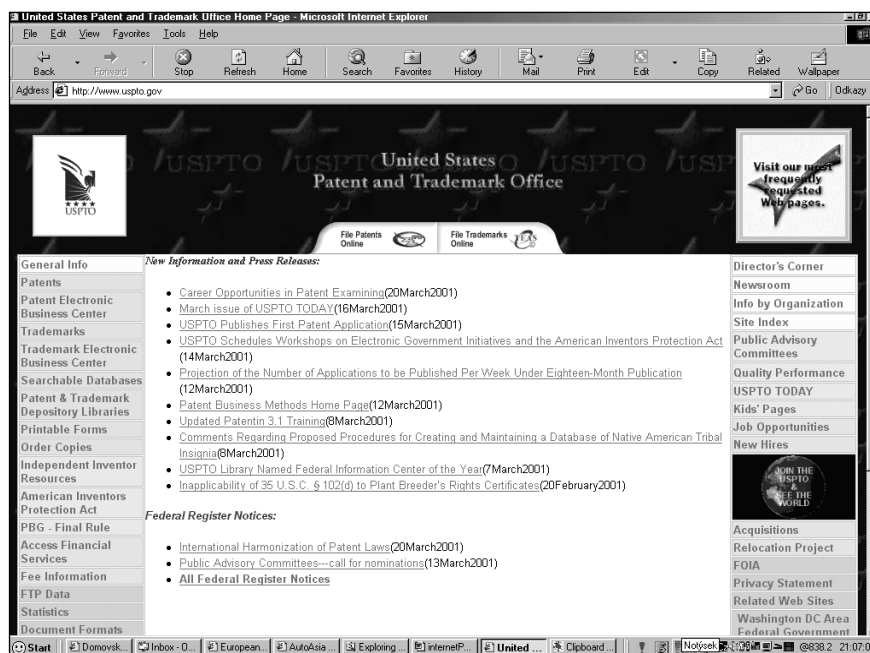 United States Patent and Trademark Office Home Page - Microsoft Internet Explorer
File Edit View Favorites Tools Help
Back Forward Stop Refresh Home Search Favorites History Mail Print Edit Copy Related Wallpaper
Address http://www.uspto.gov Go Odkazy
USPTO
United States
Patent and Trademark Office
Visit our most
frequently
requested
Web pages.
File Patents
Online
File Trademarks
Online
General Info
Patents
Patent Electronic
Business Center
Trademarks
Trademark Electronic
Business Center
Searchable Databases
Patent & Trademark
Depository Libraries
Printable Forms
Order Copies
Independent Inventor
Resources
American Inventors
Protection Act
PBG - Final Rule
Access Financial
Services
Fee Information
FTP Data
Statistics
Document Formats
New Information and Press Releases:
Career Opportunities in Patent Examining(20March2001)
March issue of USPTO TODAY(16March2001)
USPTO Publishes First Patent Application(15March2001)
USPTO Schedules Workshops on Electronic Government Initiatives and the American Inventors Protection Act
(14March2001)
Projection of the Number of Applications to be Published Per Week Under Eighteen-Month Publication
(12March2001)
Patent Business Methods Home Page(12March2001)
Updated Patentin 3.1 Training(8March2001)
Comments Regarding Proposed Procedures for Creating and Maintaining a Database of Native American Tribal
Insignia(8March2001)
USPTO Library Named Federal Information Center of the Year(7March2001)
Inapplicability of 35 U.S.C. § 102(d) to Plant Breeder's Rights Certificates(20February2001)
Federal Register Notices:
International Harmonization of Patent Laws(20March2001)
Public Advisory Committees---call for nominations(13March2001)
All Federal Register Notices
Director's Corner
Newsroom
Info by Organization
Site Index
Public Advisory
Committees
Quality Performance
USPTO TODAY
Kids' Pages
Job Opportunities
New Hires
JOIN THE
USPTO
&
SEE THE
WORLD
Acquisitions
Relocation Project
FOIA
Privacy Statement
Related Web Sites
Washington DC Area
Federal Government
Start Domovsk... Inbox - O... European... AutoAsia ... Exploring ... internetP... United ... Clipboard ... Notýsek @838.2 21:07:0